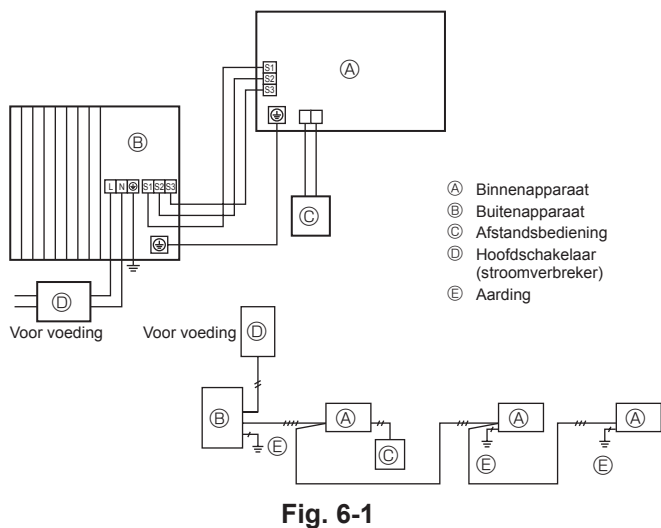 S1
S2
S3
Ⓐ
Ⓑ
L N S1 S2 S3
Ⓒ
Ⓓ
Voor voeding
Ⓐ Binnenapparaat
Ⓑ Buitenapparaat
Ⓒ Afstandsbediening
Ⓓ Hoofdschakelaar
(stroomverbreker)
Ⓔ Aarding
Voor voeding
Ⓓ
Ⓑ
Ⓔ
Ⓐ
Ⓒ
Ⓐ
Ⓔ
Ⓐ
Ⓔ
Fig. 6-1